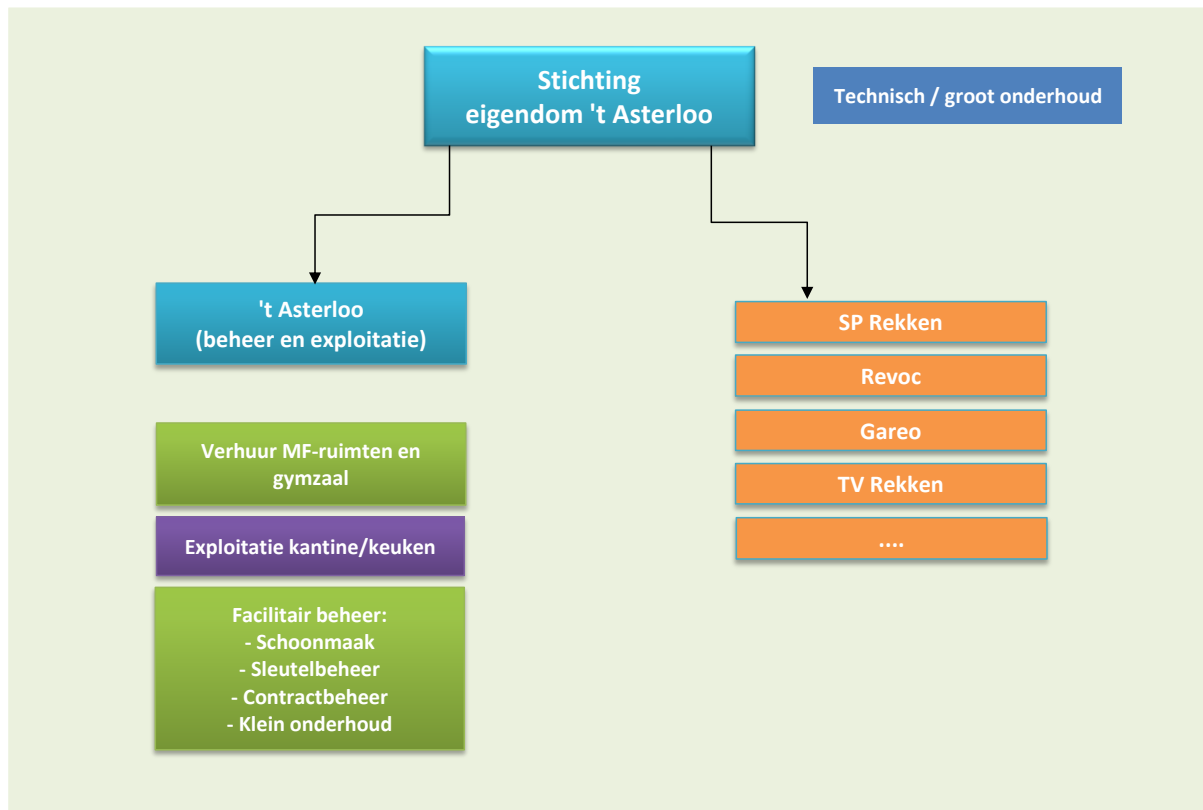 Stichting
eigendom 't Asterloo
Technisch / groot onderhoud
't Asterloo
(beheer en exploitatie)
Verhuur MF-ruimten en
gymzaal
Exploitatie kantine/keuken
Facilitair beheer:
- Schoonmaak
- Sleutelbeheer
- Contractbeheer
- Klein onderhoud
SP Rekken
Revoc
Gareo
TV Rekken
....